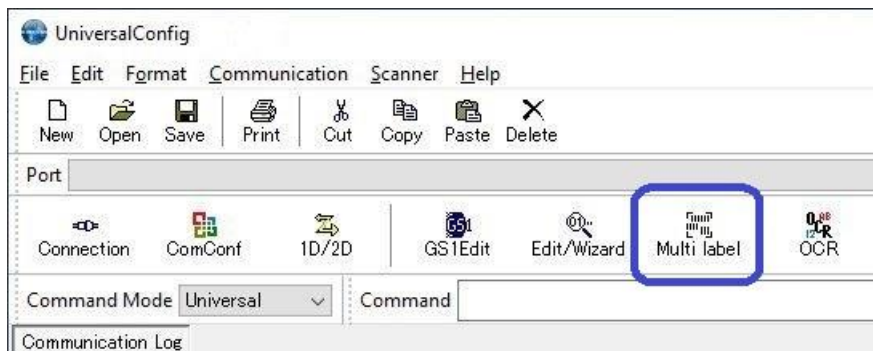 UniversalConfig
File Edit Format Communication Scanner Help
New Open Save Print Cut Copy Paste Delete
Port
Connection ComConf 1D/2D GS1Edit Edit/Wizard Multi label OCR
Command Mode Universal Command
Communication Log